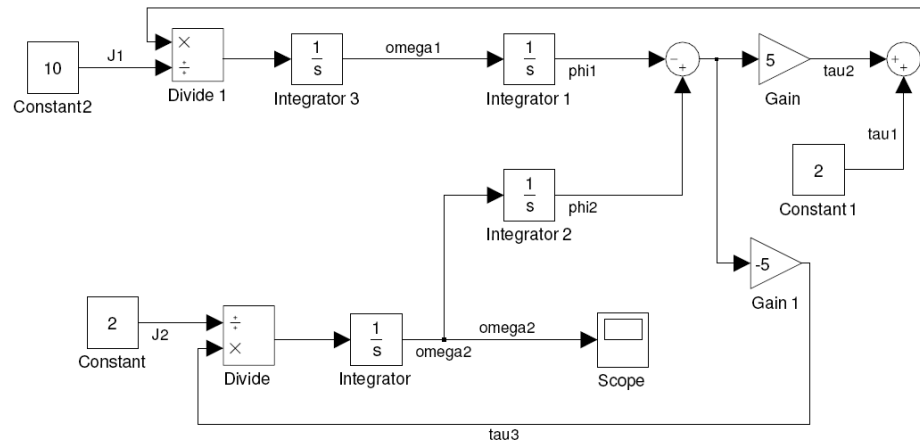 10
Constant2
J1
×
÷
Divide 1
1
s
Integrator 3
omega1
1
s
Integrator 1
phi1
−
+
5
Gain
tau2
+
+
tau1
2
Constant 1
1
s
Integrator 2
phi2
-5
Gain 1
2
Constant
J2
÷
×
Divide
1
s
Integrator
omega2
omega2
Scope
tau3